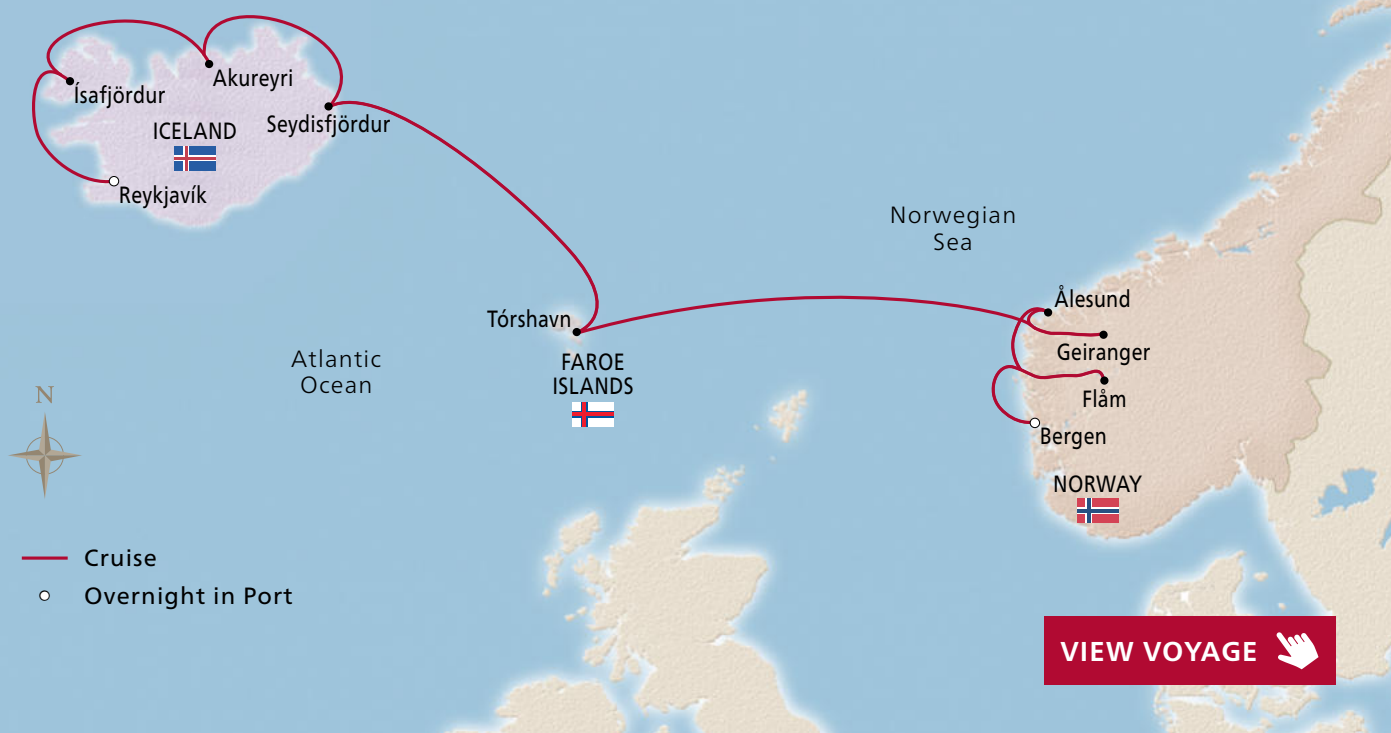 Akureyri
Ísafjördur
Seydisfjördur
ICELAND
Reykjavík
Norwegian
Sea
Ålesund
Tórshavn
Geiranger
Atlantic
Ocean
FAROE
ISLANDS
Flåm
N
Bergen
NORWAY
Cruise
Overnight in Port
VIEW VOYAGE